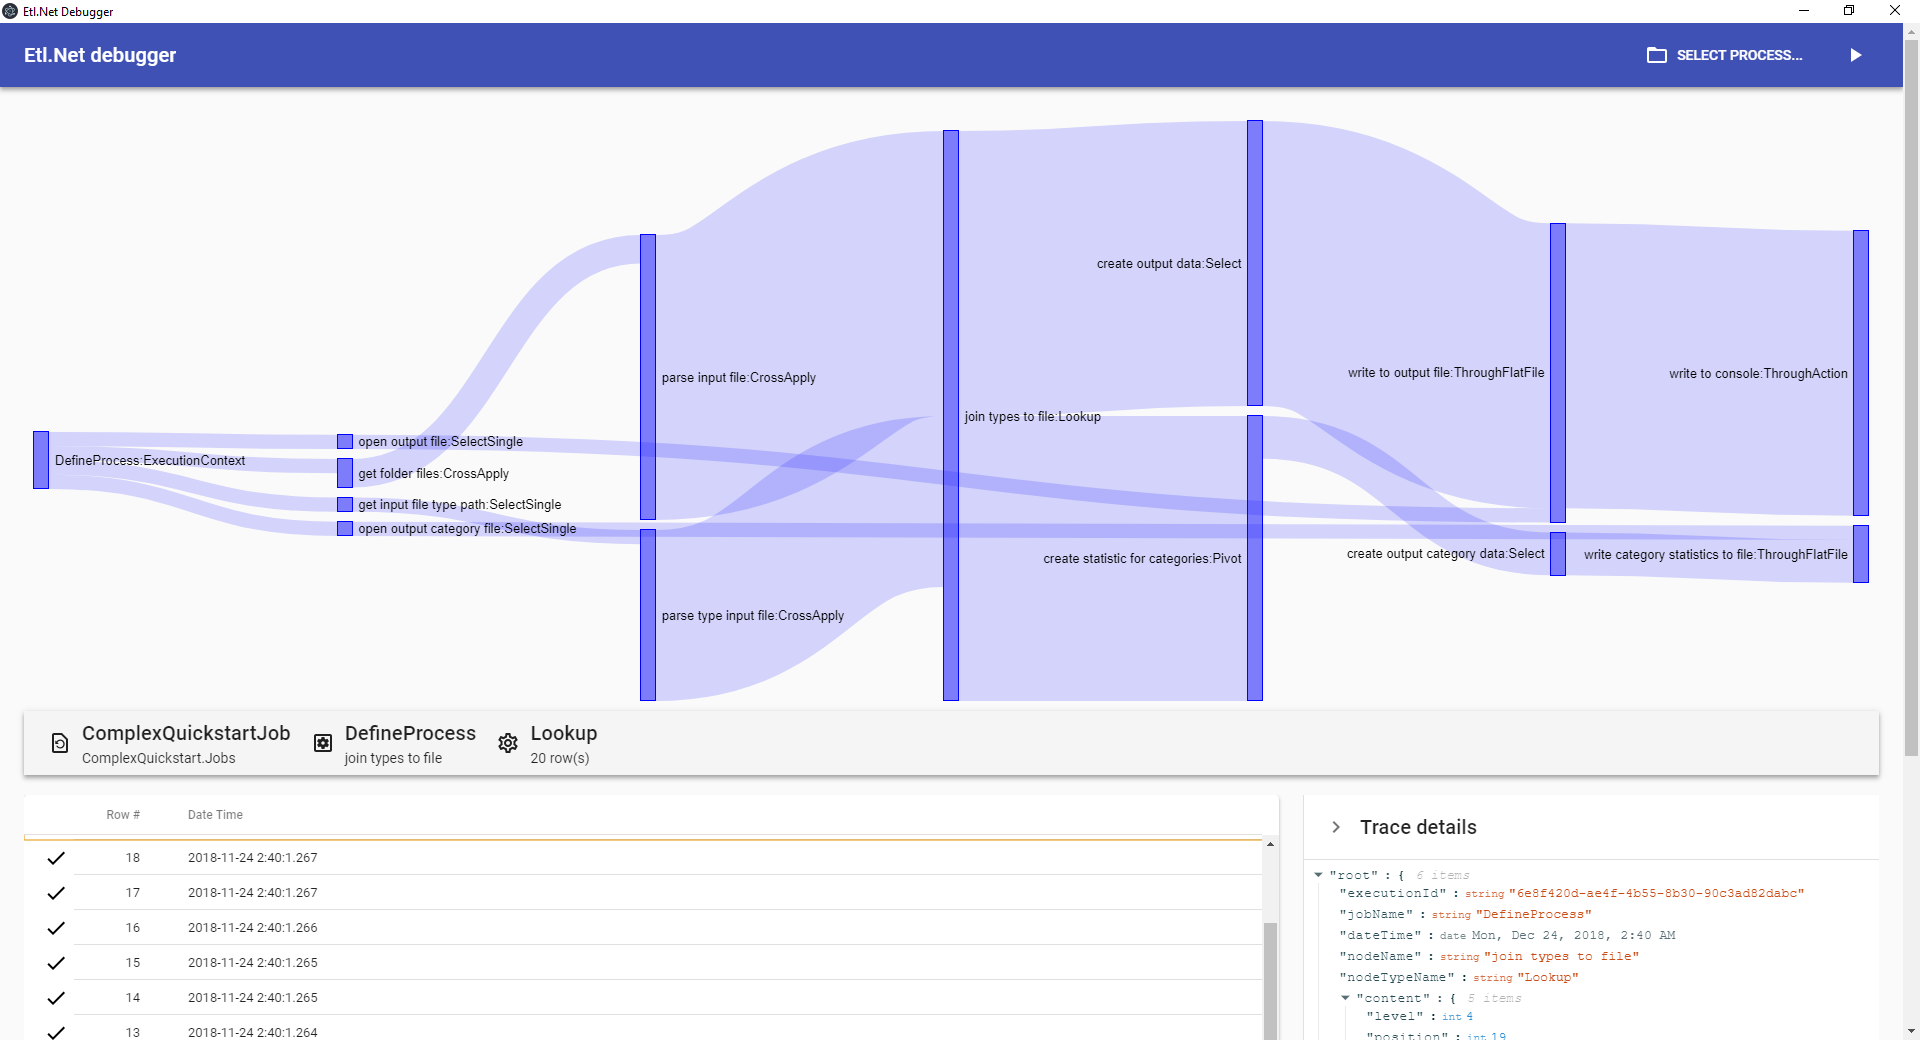 Etl.Net Debugger
Etl.Net debugger
SELECT PROCESS...
create output data:Select
write to output file:ThroughFlatFile
write to console:ThroughAction
parse input file:CrossApply
join types to file:Lookup
open output file:SelectSingle
DefineProcess:ExecutionContext
get folder files:CrossApply
get input file type path:SelectSingle
open output category file:SelectSingle
create statistic for categories:Pivot
create output category data:Select
write category statistics to file:ThroughFlatFile
parse type input file:CrossApply
ComplexQuickstartJob
ComplexQuickstart.Jobs
DefineProcess
join types to file
Lookup
20 row(s)
Row # Date Time
18 2018-11-24 2:40:1.267
17 2018-11-24 2:40:1.267
16 2018-11-24 2:40:1.266
15 2018-11-24 2:40:1.265
14 2018-11-24 2:40:1.265
13 2018-11-24 2:40:1.264
Trace details
"root" : { 6 items
"executionId" : string "6e8f420d-ae4f-4b55-8b30-90c3ad82dabc"
"jobName" : string "DefineProcess"
"dateTime" : date Mon, Dec 24, 2018, 2:40 AM
"nodeName" : string "join types to file"
"nodeTypeName" : string "Lookup"
"content" : { 5 items
"level" : int 4
"position" : int 19